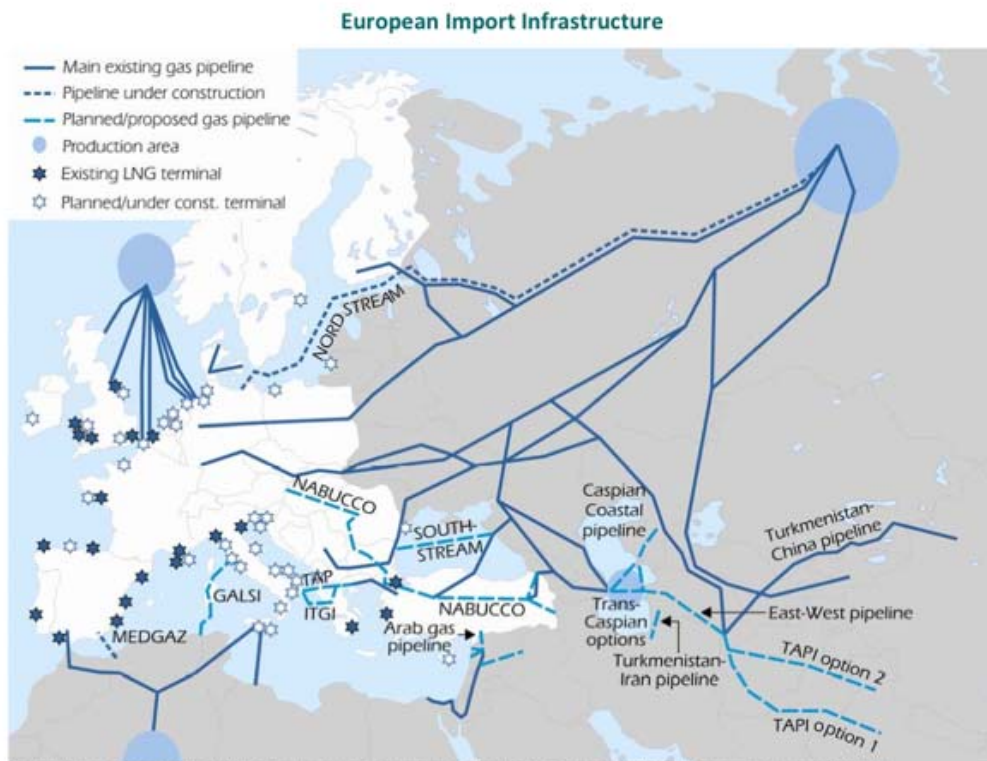 European Import Infrastructure
Main existing gas pipeline
Pipeline under construction
Planned/proposed gas pipeline
Production area
Existing LNG terminal
Planned/under const. terminal
NORD STREAM
NABUCCO
SOUTH-
STREAM
Caspian
Coastal
pipeline
Turkmenistan-
China pipeline
GALSI
TAP
ITGI
NABUCCO
Trans-
Caspian
options
East-West pipeline
MEDGAZ
Arab gas
pipeline
Turkmenistan-
Iran pipeline
TAPI option 2
TAPI option 1